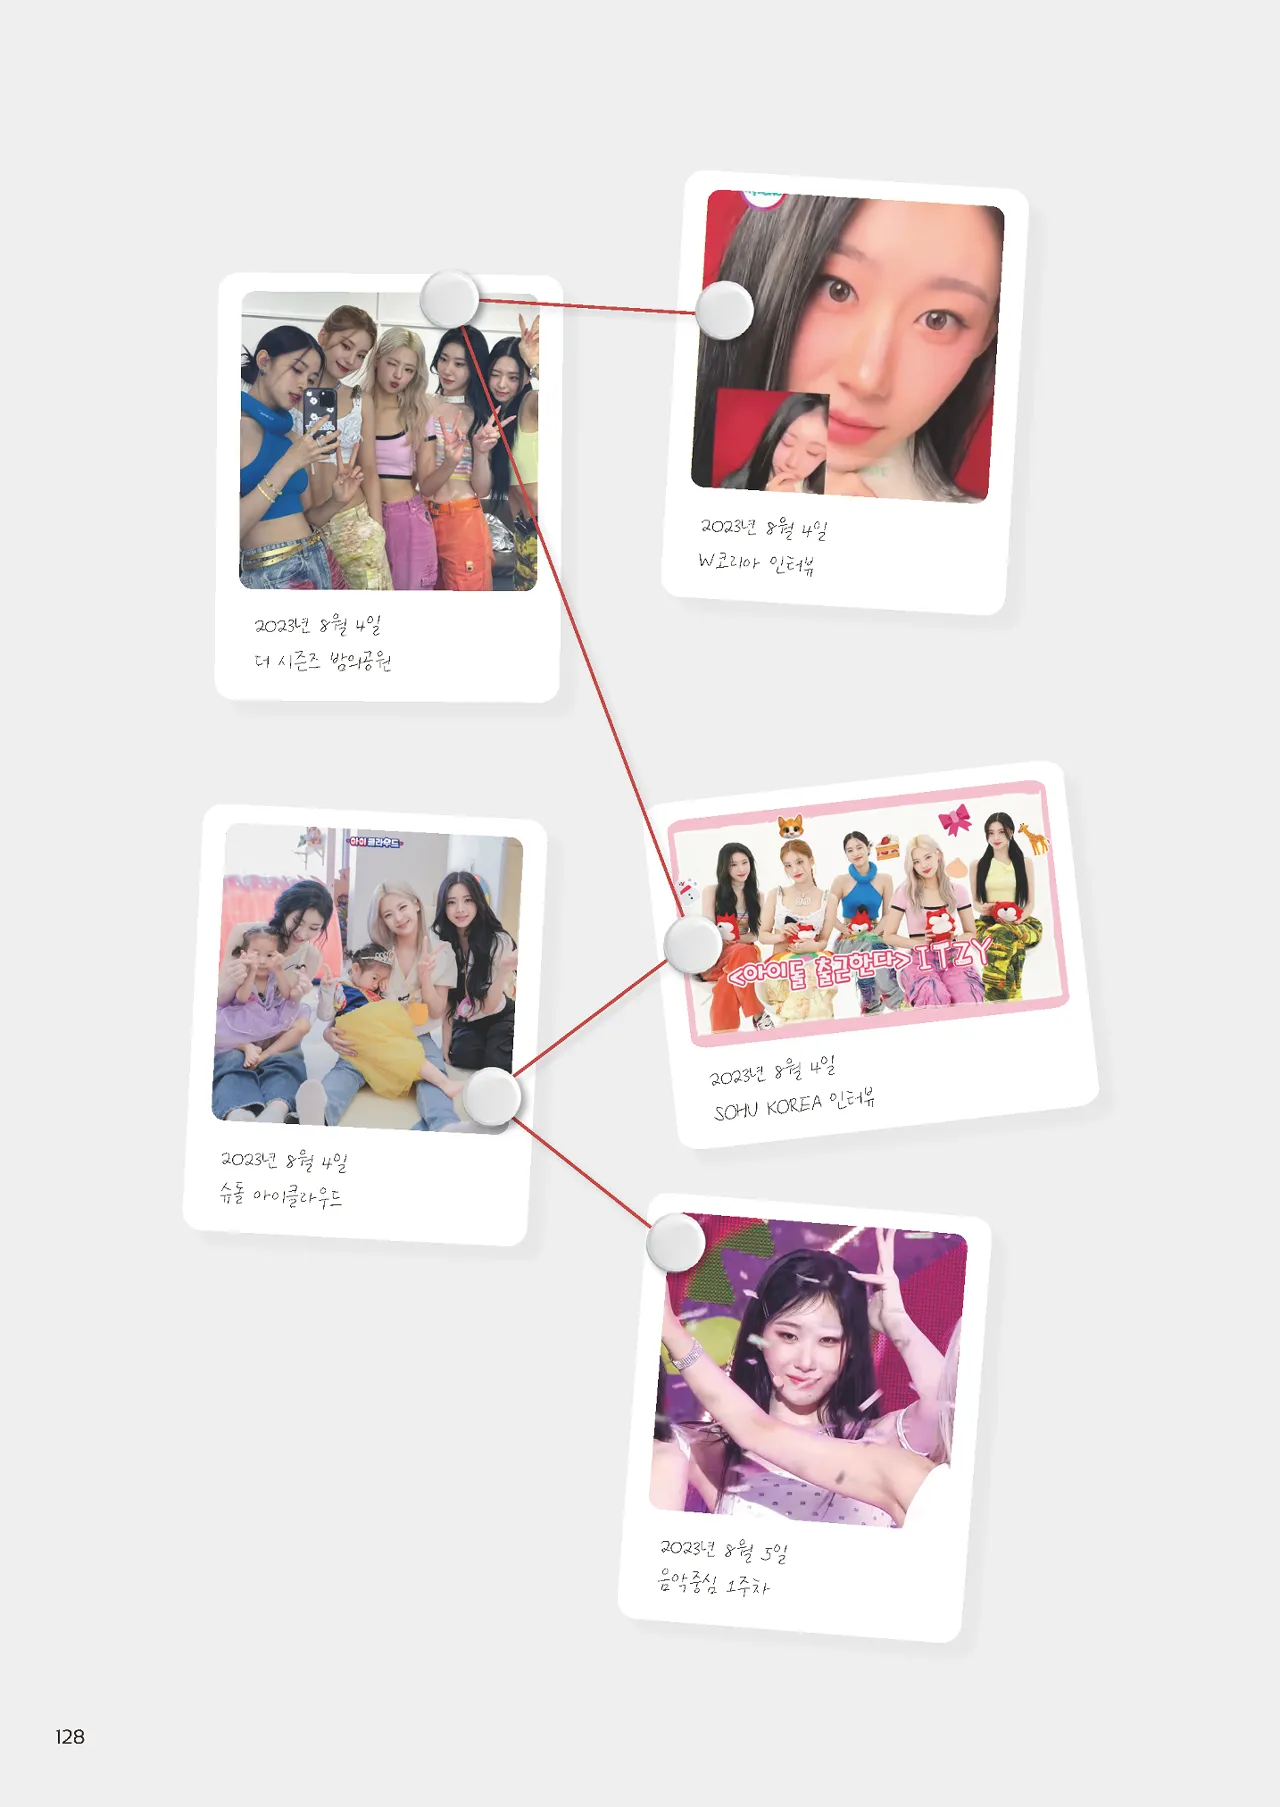 2023년 8월 4일
W코리아 인터뷰
2023년 8월 4일
더 시즌즈 밤의공원
<아이돌 출근한다> ITZY
2023년 8월 4일
SOHU KOREA 인터뷰
아이클라우드
2023년 8월 4일
슈돌 아이클라우드
2023년 8월 5일
음악중심 1주차
128